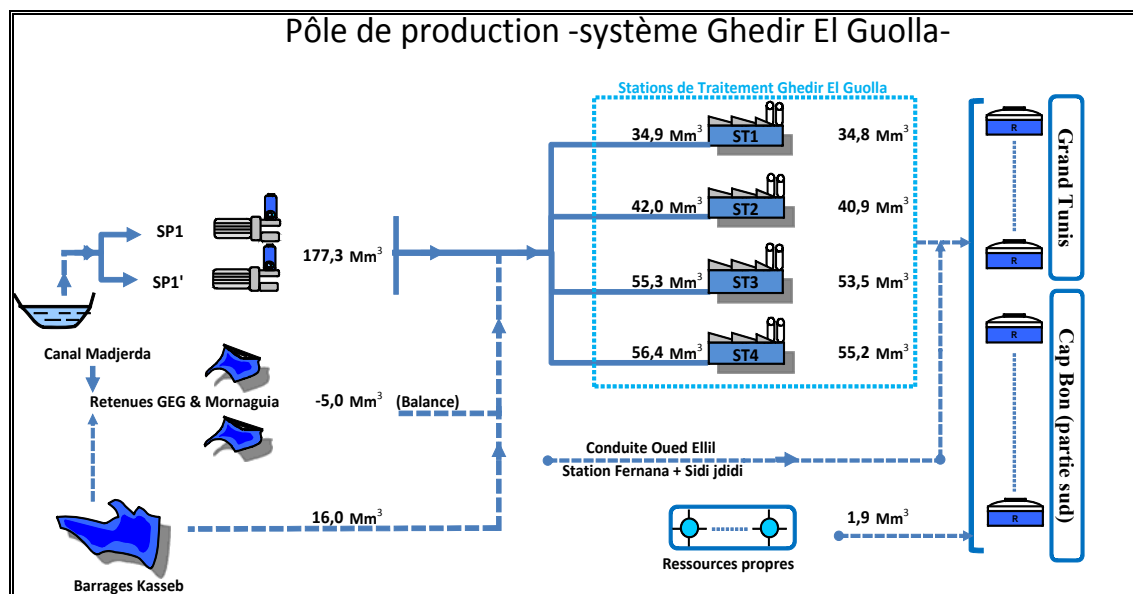 Pôle de production -système Ghedir El Guolla-
Stations de Traitement Ghedir El Guolla
34,9 Mm³
ST1
34,8 Mm³
42,0 Mm³
ST2
40,9 Mm³
55,3 Mm³
ST3
53,5 Mm³
56,4 Mm³
ST4
55,2 Mm³
SP1
SP1'
177,3 Mm³
Canal Madjerda
Retenues GEG & Mornaguia
-5,0 Mm³ (Balance)
16,0 Mm³
Barrages Kasseb
Conduite Oued Ellil
Station Fernana + Sidi jdidi
Ressources propres
1,9 Mm³
R
R
Grand Tunis
R
R
Cap Bon (partie sud)